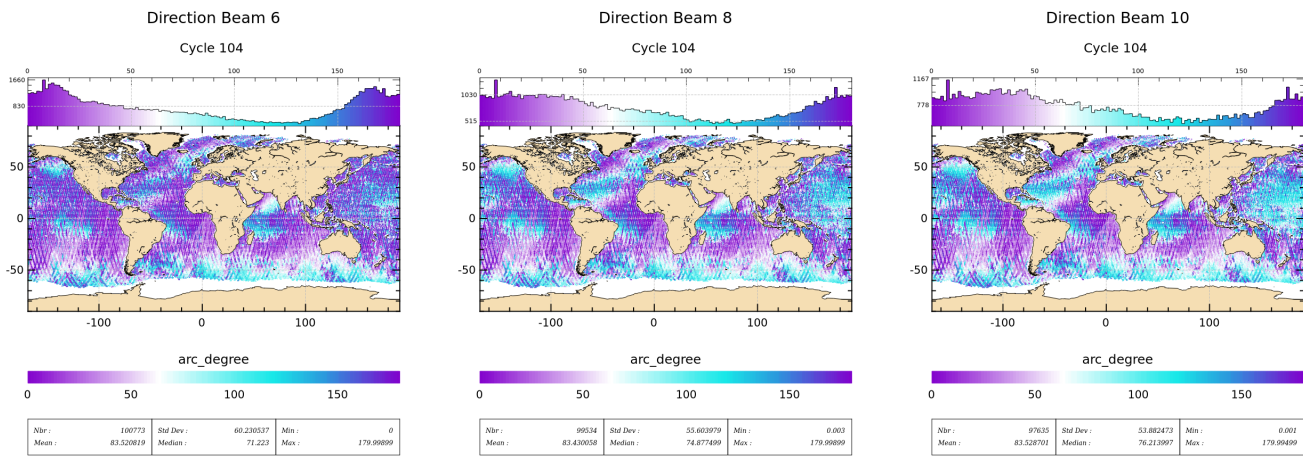 Direction Beam 6
Cycle 104
0 50 100 150
1660
830
50
0
-50
-100 0 100
arc_degree
0 50 100 150
Nbr : 100773 Std Dev : 60.230537 Min : 0
Mean : 83.520819 Median : 71.223 Max : 179.99899
Direction Beam 8
Cycle 104
0 50 100 150
1030
515
50
0
-50
-100 0 100
arc_degree
0 50 100 150
Nbr : 99534 Std Dev : 55.603979 Min : 0.003
Mean : 83.430058 Median : 74.877499 Max : 179.99899
Direction Beam 10
Cycle 104
0 50 100 150
1167
778
50
0
-50
-100 0 100
arc_degree
0 50 100 150
Nbr : 97635 Std Dev : 53.882473 Min : 0.001
Mean : 83.528701 Median : 76.213997 Max : 179.99499